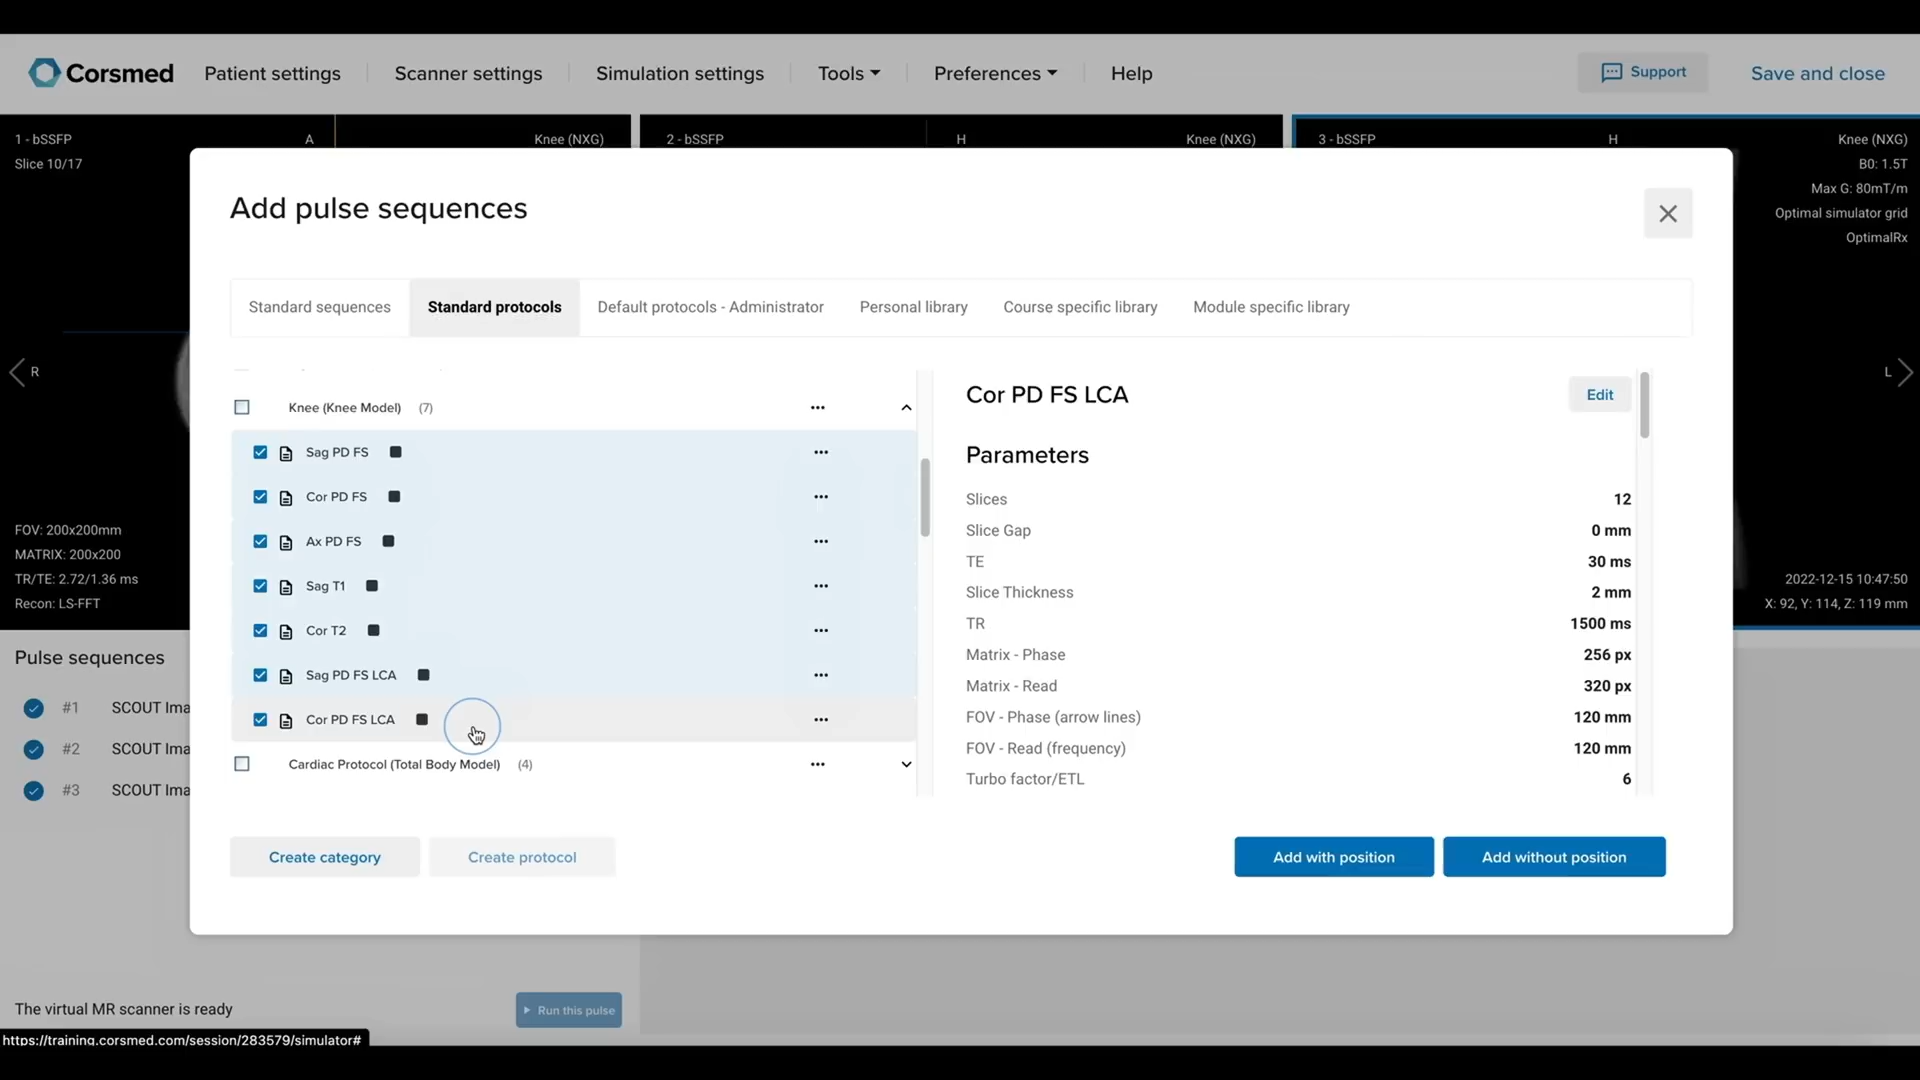 Corsmed
Patient settings
Scanner settings
Simulation settings
Tools
Preferences
Help
Support
Save and close
1 - bSSFP
A
Knee (NXG)
Slice 10/17
2 - bSSFP
H
Knee (NXG)
3 - bSSFP
H
Knee (NXG)
B0: 1.5T
Max G: 80mT/m
Optimal simulator grid
OptimalRx
R
L
FOV: 200x200mm
MATRIX: 200x200
TR/TE: 2.72/1.36 ms
Recon: LS-FFT
2022-12-15 10:47:50
X: 92, Y: 114, Z: 119 mm
Add pulse sequences
Standard sequences
Standard protocols
Default protocols - Administrator
Personal library
Course specific library
Module specific library
Knee (Knee Model) (7)
Sag PD FS
Cor PD FS
Ax PD FS
Sag T1
Cor T2
Sag PD FS LCA
Cor PD FS LCA
Cardiac Protocol (Total Body Model) (4)
Cor PD FS LCA
Edit
Parameters
Slices 12
Slice Gap 0 mm
TE 30 ms
Slice Thickness 2 mm
TR 1500 ms
Matrix - Phase 256 px
Matrix - Read 320 px
FOV - Phase (arrow lines) 120 mm
FOV - Read (frequency) 120 mm
Turbo factor/ETL 6
Create category
Create protocol
Add with position
Add without position
Pulse sequences
#1 SCOUT Ima
#2 SCOUT Ima
#3 SCOUT Ima
The virtual MR scanner is ready
Run this pulse
https://training.corsmed.com/session/283579/simulator#